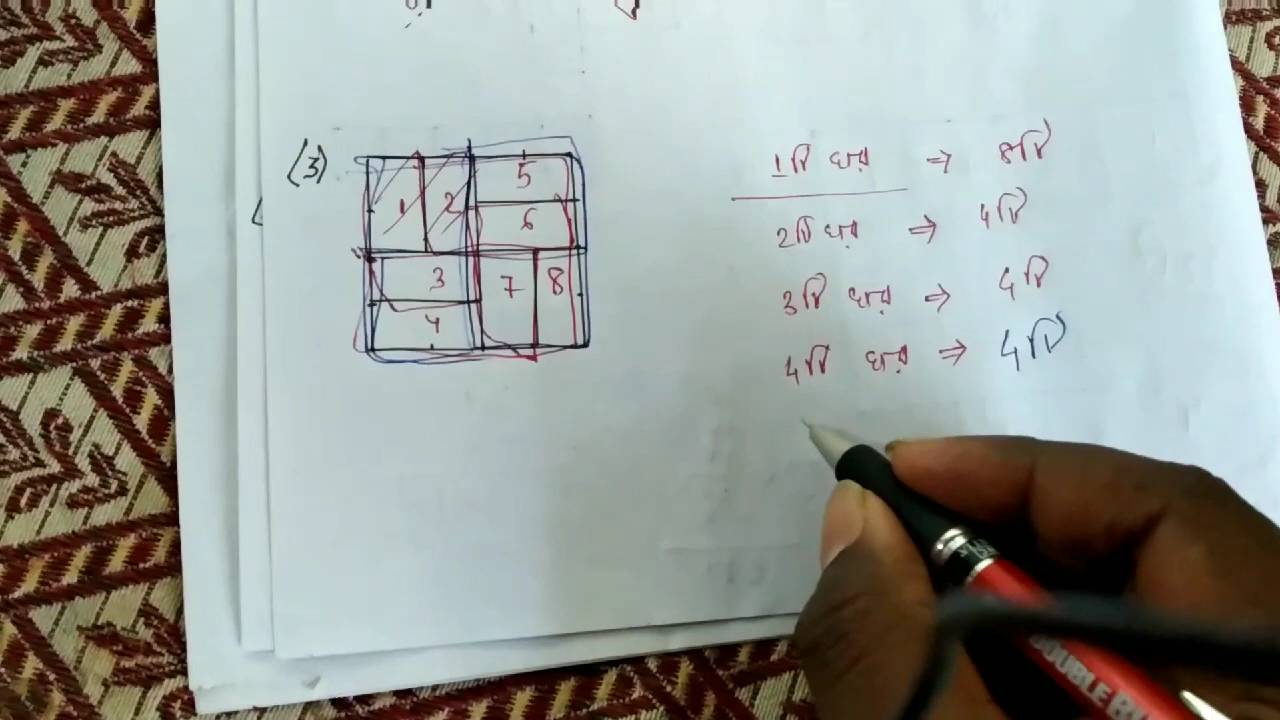 (3)
1 2 5
6
3 7 8
4
1টি ঘর ⇒ 8টি
2টি ঘর ⇒ 4টি
3টি ঘর ⇒ 4টি
4টি ঘর ⇒ 4টি